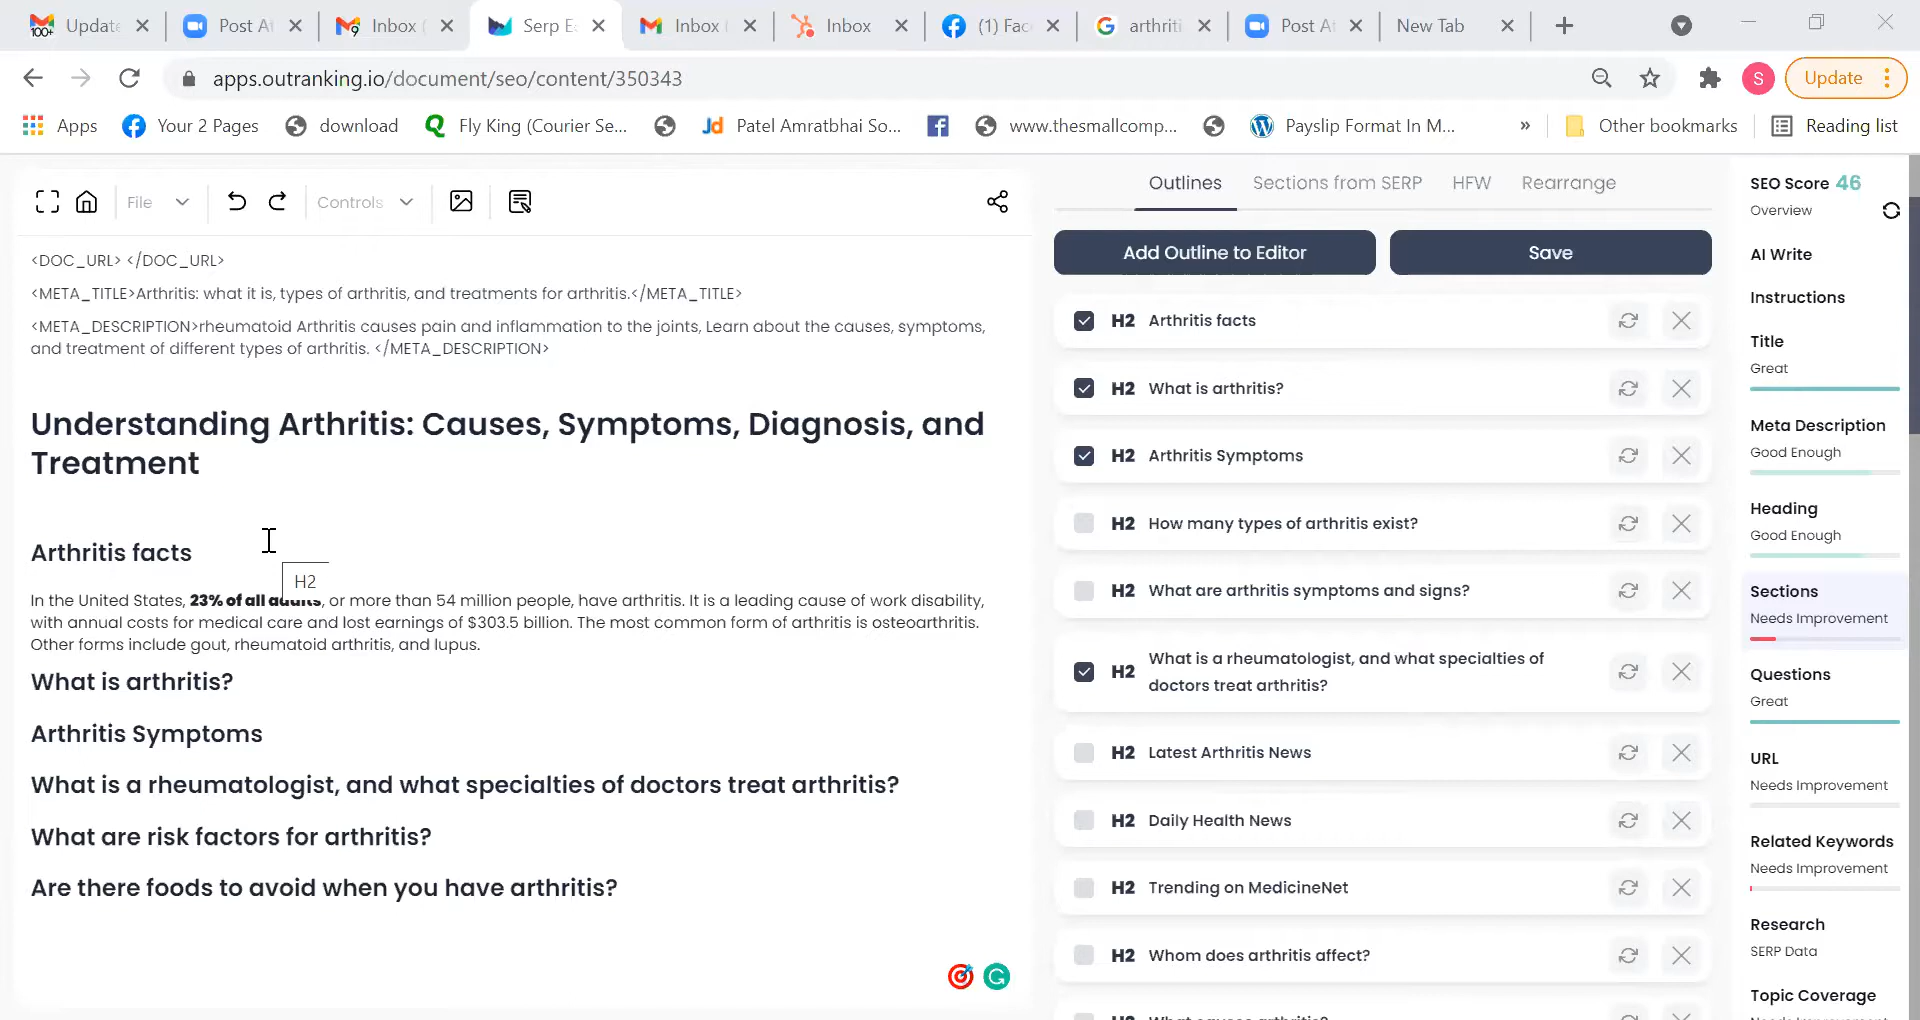 Update
Post At
Inbox (
Serp E
Inbox (
Inbox
(1) Fac
arthriti
Post At
New Tab
apps.outranking.io/document/seo/content/350343
S
Update
Apps
Your 2 Pages
download
Fly King (Courier Se...
Patel Amratbhai So...
www.thesmallcomp...
Payslip Format In M...
»
Other bookmarks
Reading list
File
Controls
<DOC_URL> </DOC_URL>
<META_TITLE>Arthritis: what it is, types of arthritis, and treatments for arthritis.</META_TITLE>
<META_DESCRIPTION>rheumatoid Arthritis causes pain and inflammation to the joints, Learn about the causes, symptoms,
and treatment of different types of arthritis. </META_DESCRIPTION>
Understanding Arthritis: Causes, Symptoms, Diagnosis, and
Treatment
Arthritis facts
H2
In the United States, 23% of all adults, or more than 54 million people, have arthritis. It is a leading cause of work disability,
with annual costs for medical care and lost earnings of $303.5 billion. The most common form of arthritis is osteoarthritis.
Other forms include gout, rheumatoid arthritis, and lupus.
What is arthritis?
Arthritis Symptoms
What is a rheumatologist, and what specialties of doctors treat arthritis?
What are risk factors for arthritis?
Are there foods to avoid when you have arthritis?
Outlines
Sections from SERP
HFW
Rearrange
Add Outline to Editor
Save
H2 Arthritis facts
H2 What is arthritis?
H2 Arthritis Symptoms
H2 How many types of arthritis exist?
H2 What are arthritis symptoms and signs?
H2 What is a rheumatologist, and what specialties of
doctors treat arthritis?
H2 Latest Arthritis News
H2 Daily Health News
H2 Trending on MedicineNet
H2 Whom does arthritis affect?
H2 What causes arthritis?
SEO Score 46
Overview
AI Write
Instructions
Title
Great
Meta Description
Good Enough
Heading
Good Enough
Sections
Needs Improvement
Questions
Great
URL
Needs Improvement
Related Keywords
Needs Improvement
Research
SERP Data
Topic Coverage
Needs Improvement